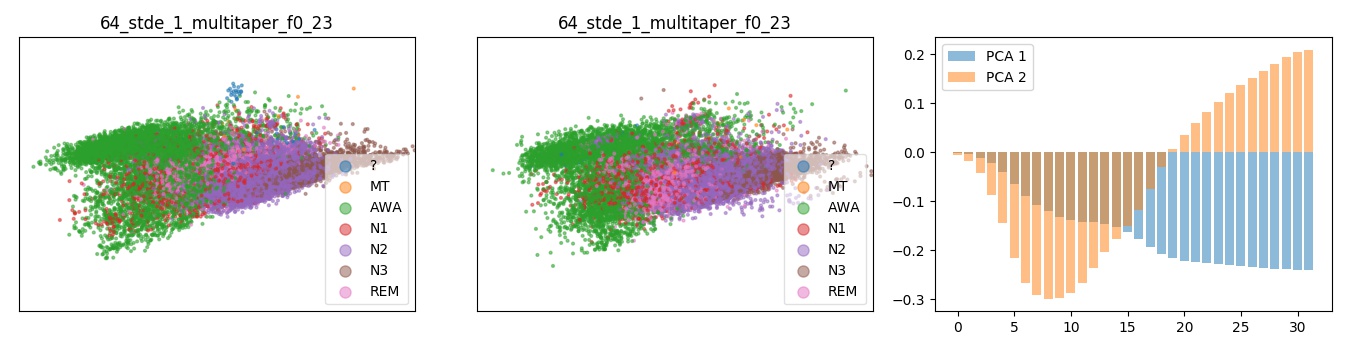 64_stde_1_multitaper_f0_23
?
MT
AWA
N1
N2
N3
REM
64_stde_1_multitaper_f0_23
?
MT
AWA
N1
N2
N3
REM
PCA 1
PCA 2
0.2
0.1
0.0
−0.1
−0.2
−0.3
0 5 10 15 20 25 30